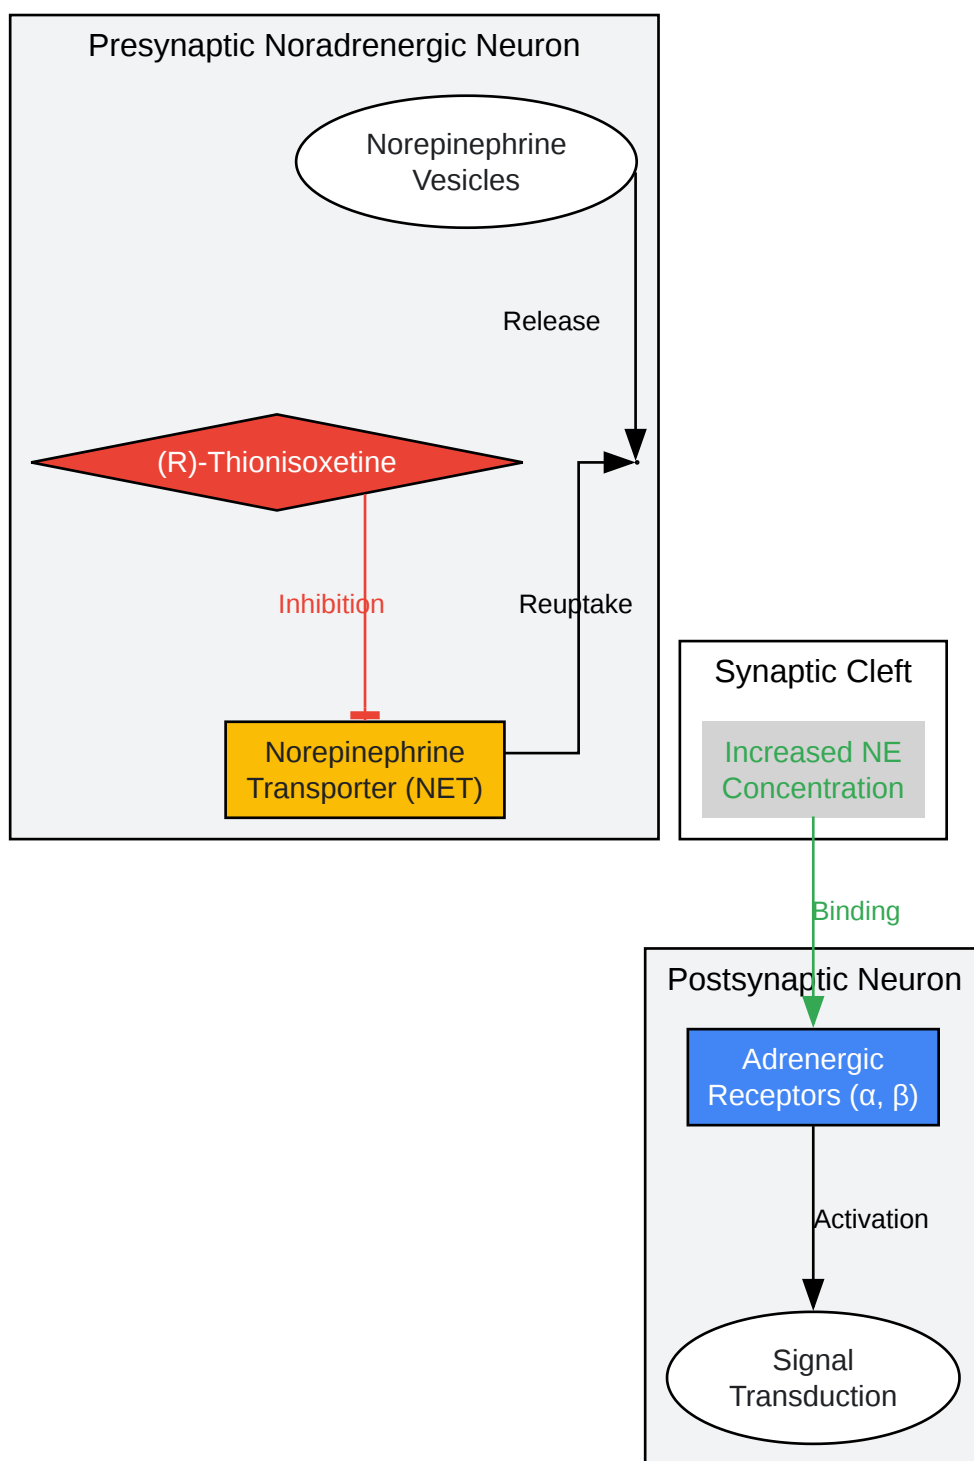 Presynaptic Noradrenergic Neuron
Norepinephrine
Vesicles
Release
(R)-Thionisoxetine
Inhibition
Reuptake
Norepinephrine
Transporter (NET)
Synaptic Cleft
Increased NE
Concentration
Binding
Postsynaptic Neuron
Adrenergic
Receptors (α, β)
Activation
Signal
Transduction